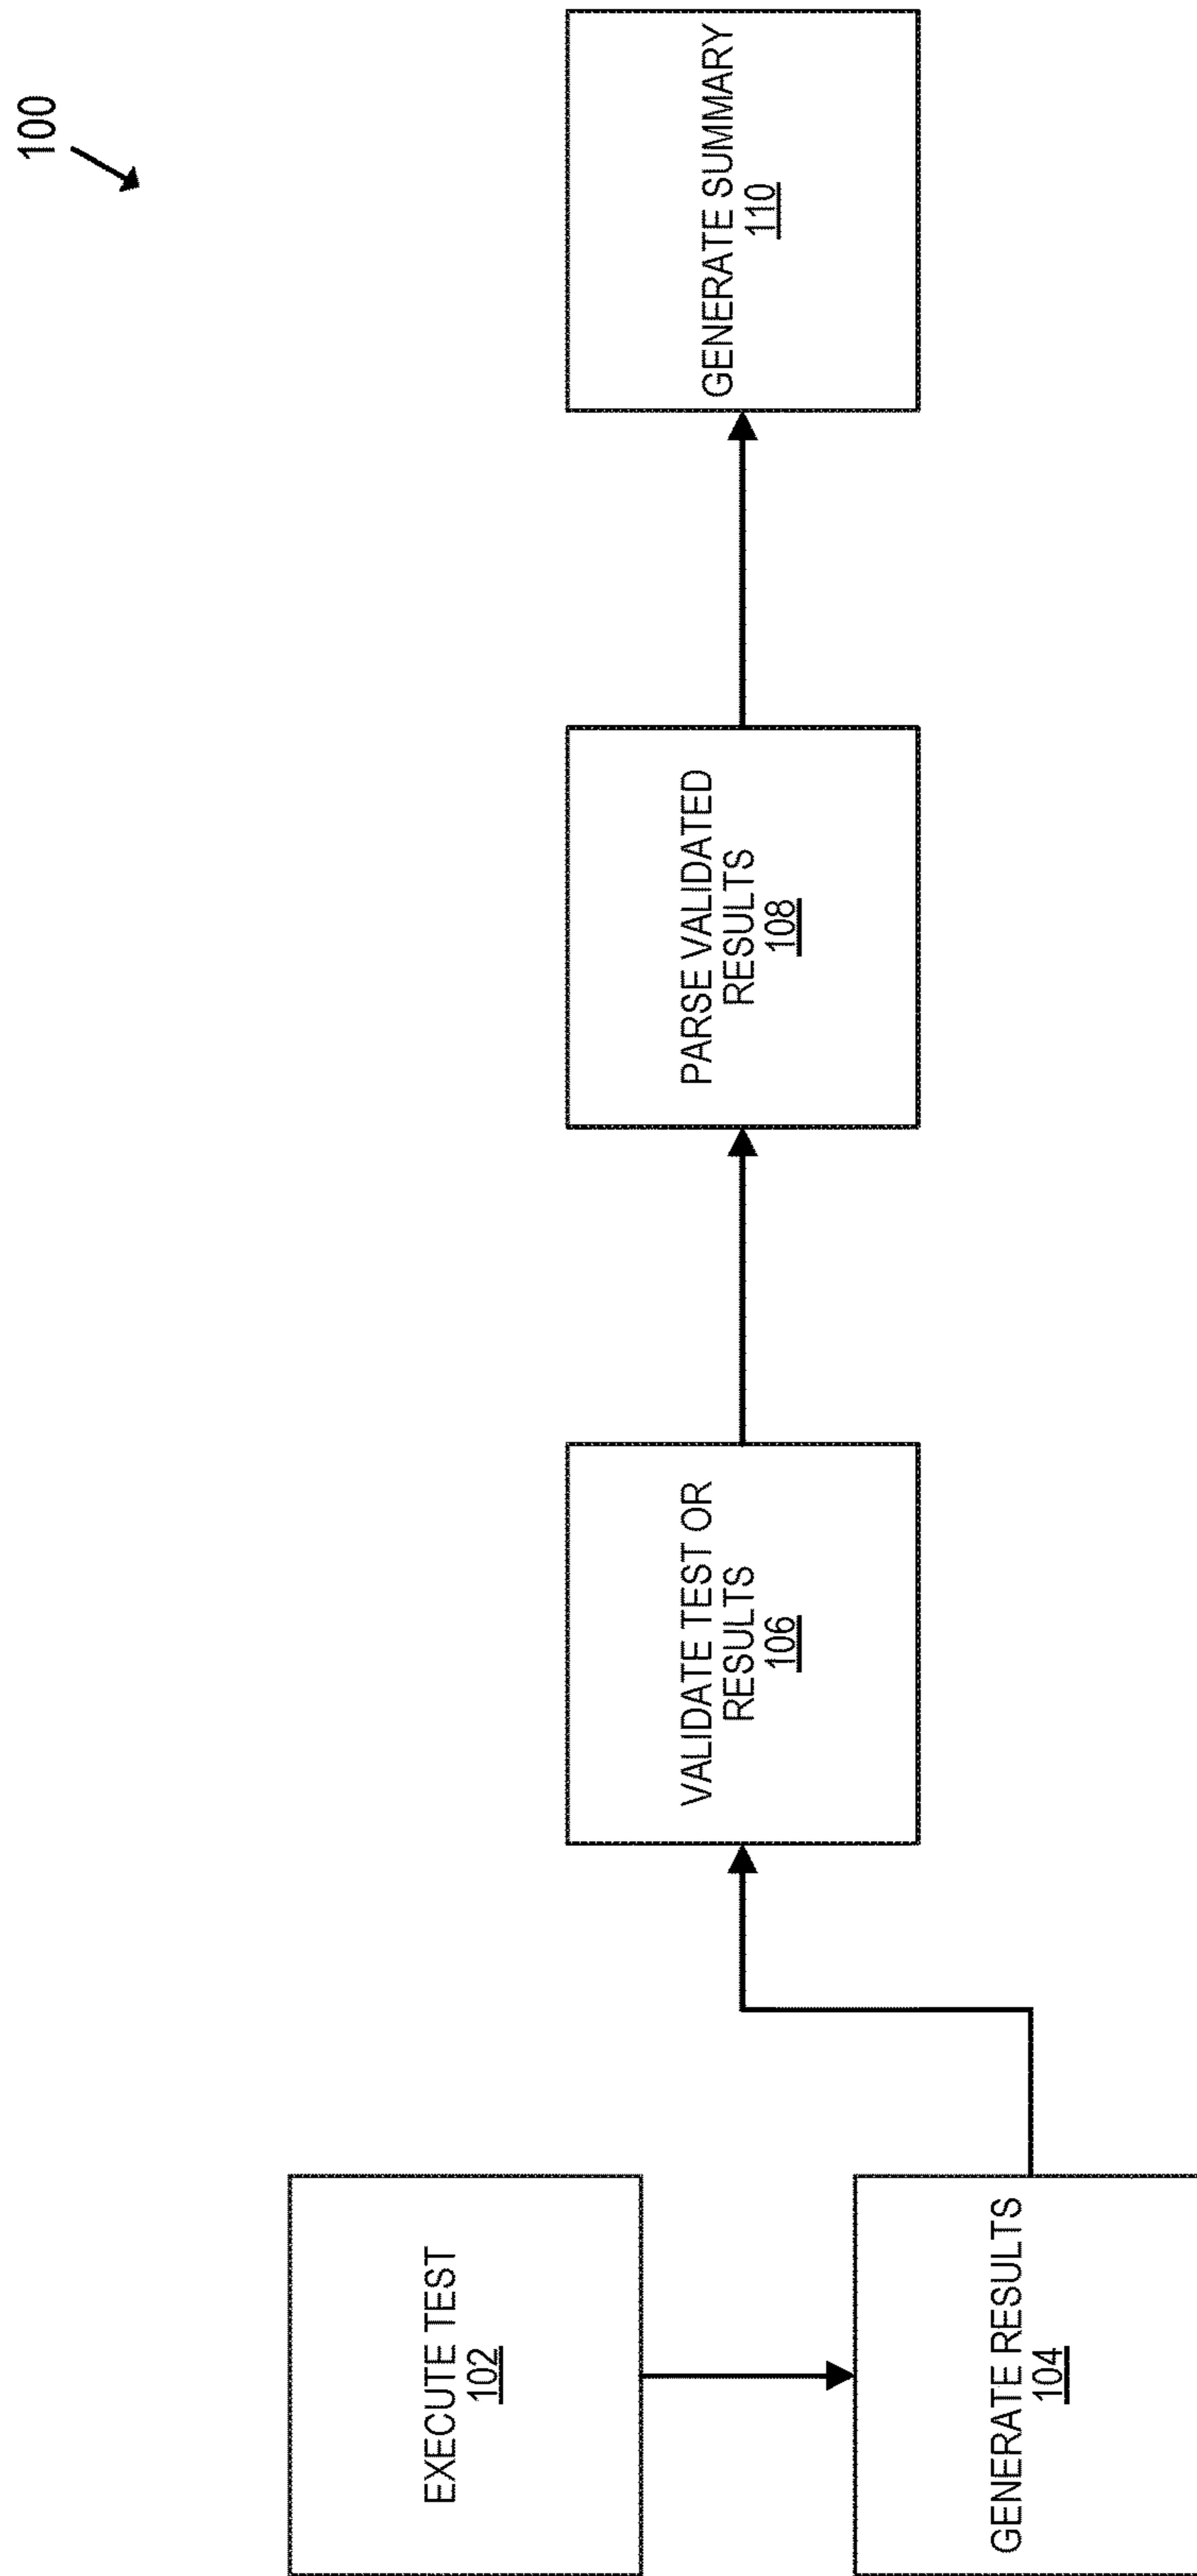 100
EXECUTE TEST
102
GENERATE RESULTS
104
VALIDATE TEST OR
RESULTS
106
PARSE VALIDATED
RESULTS
108
GENERATE SUMMARY
110